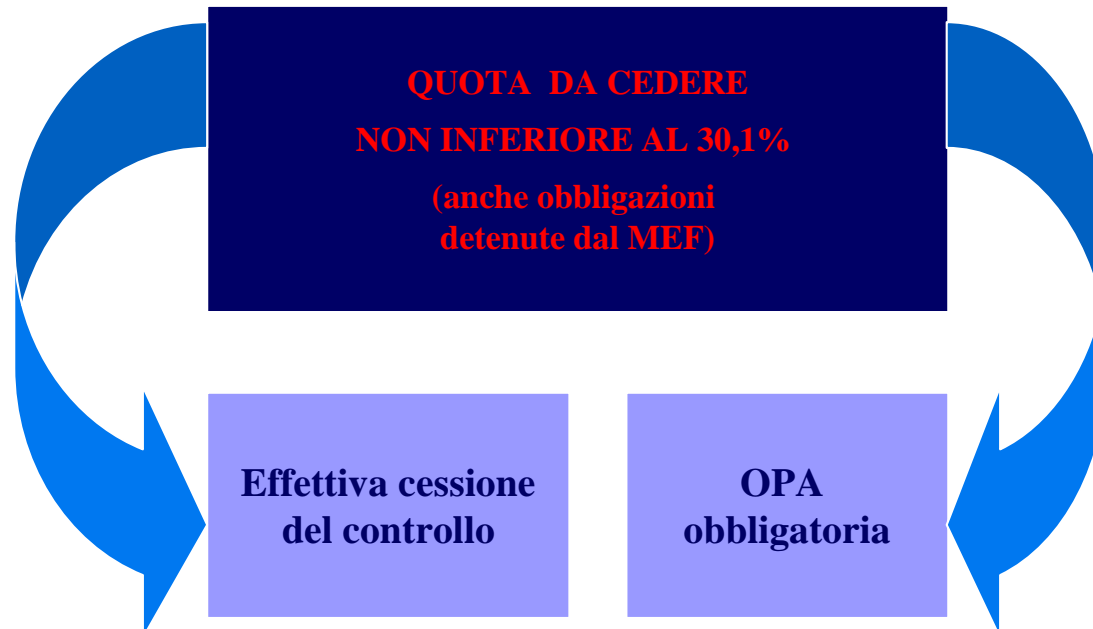 QUOTA DA CEDERE
NON INFERIORE AL 30,1%
(anche obbligazioni
detenute dal MEF)
Effettiva cessione
del controllo
OPA
obbligatoria